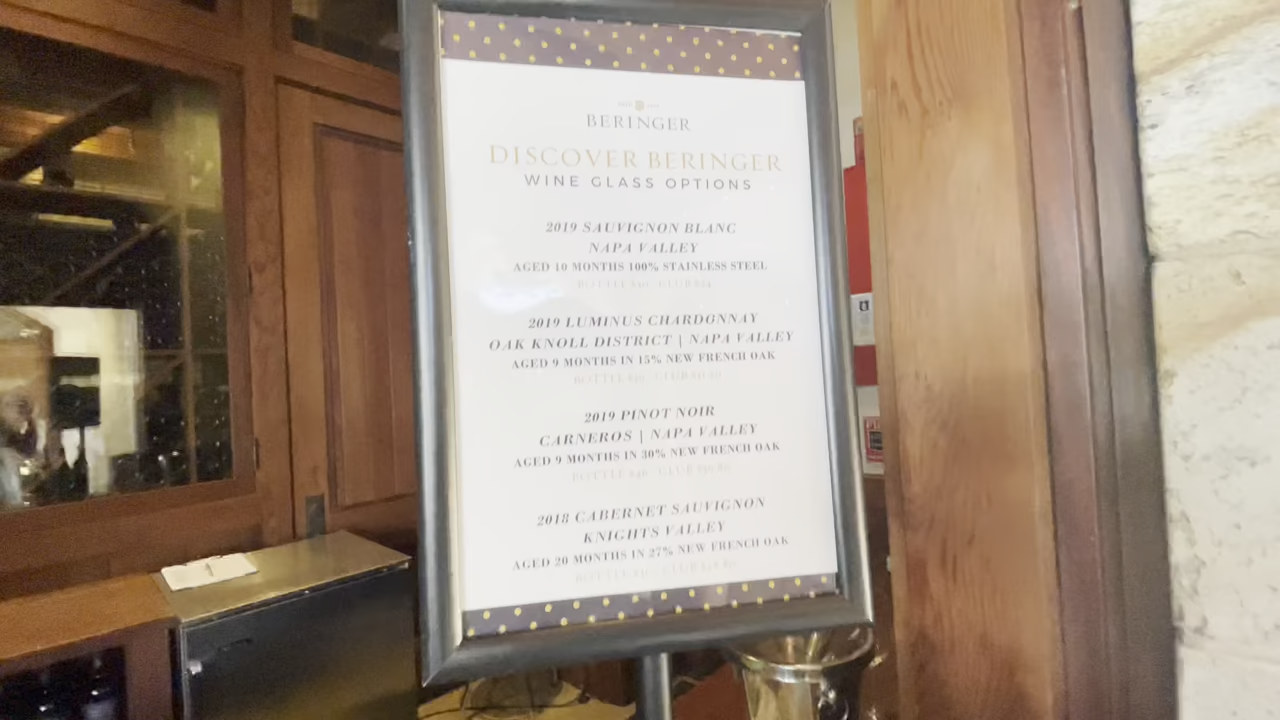 BERINGER
DISCOVER BERINGER
WINE GLASS OPTIONS
2019 SAUVIGNON BLANC
NAPA VALLEY
AGED 10 MONTHS 100% STAINLESS STEEL
2019 LUMINUS CHARDONNAY
OAK KNOLL DISTRICT | NAPA VALLEY
AGED 9 MONTHS IN 15% NEW FRENCH OAK
2019 PINOT NOIR
CARNEROS | NAPA VALLEY
AGED 9 MONTHS IN 30% NEW FRENCH OAK
2018 CABERNET SAUVIGNON
KNIGHTS VALLEY
AGED 20 MONTHS IN 27% NEW FRENCH OAK